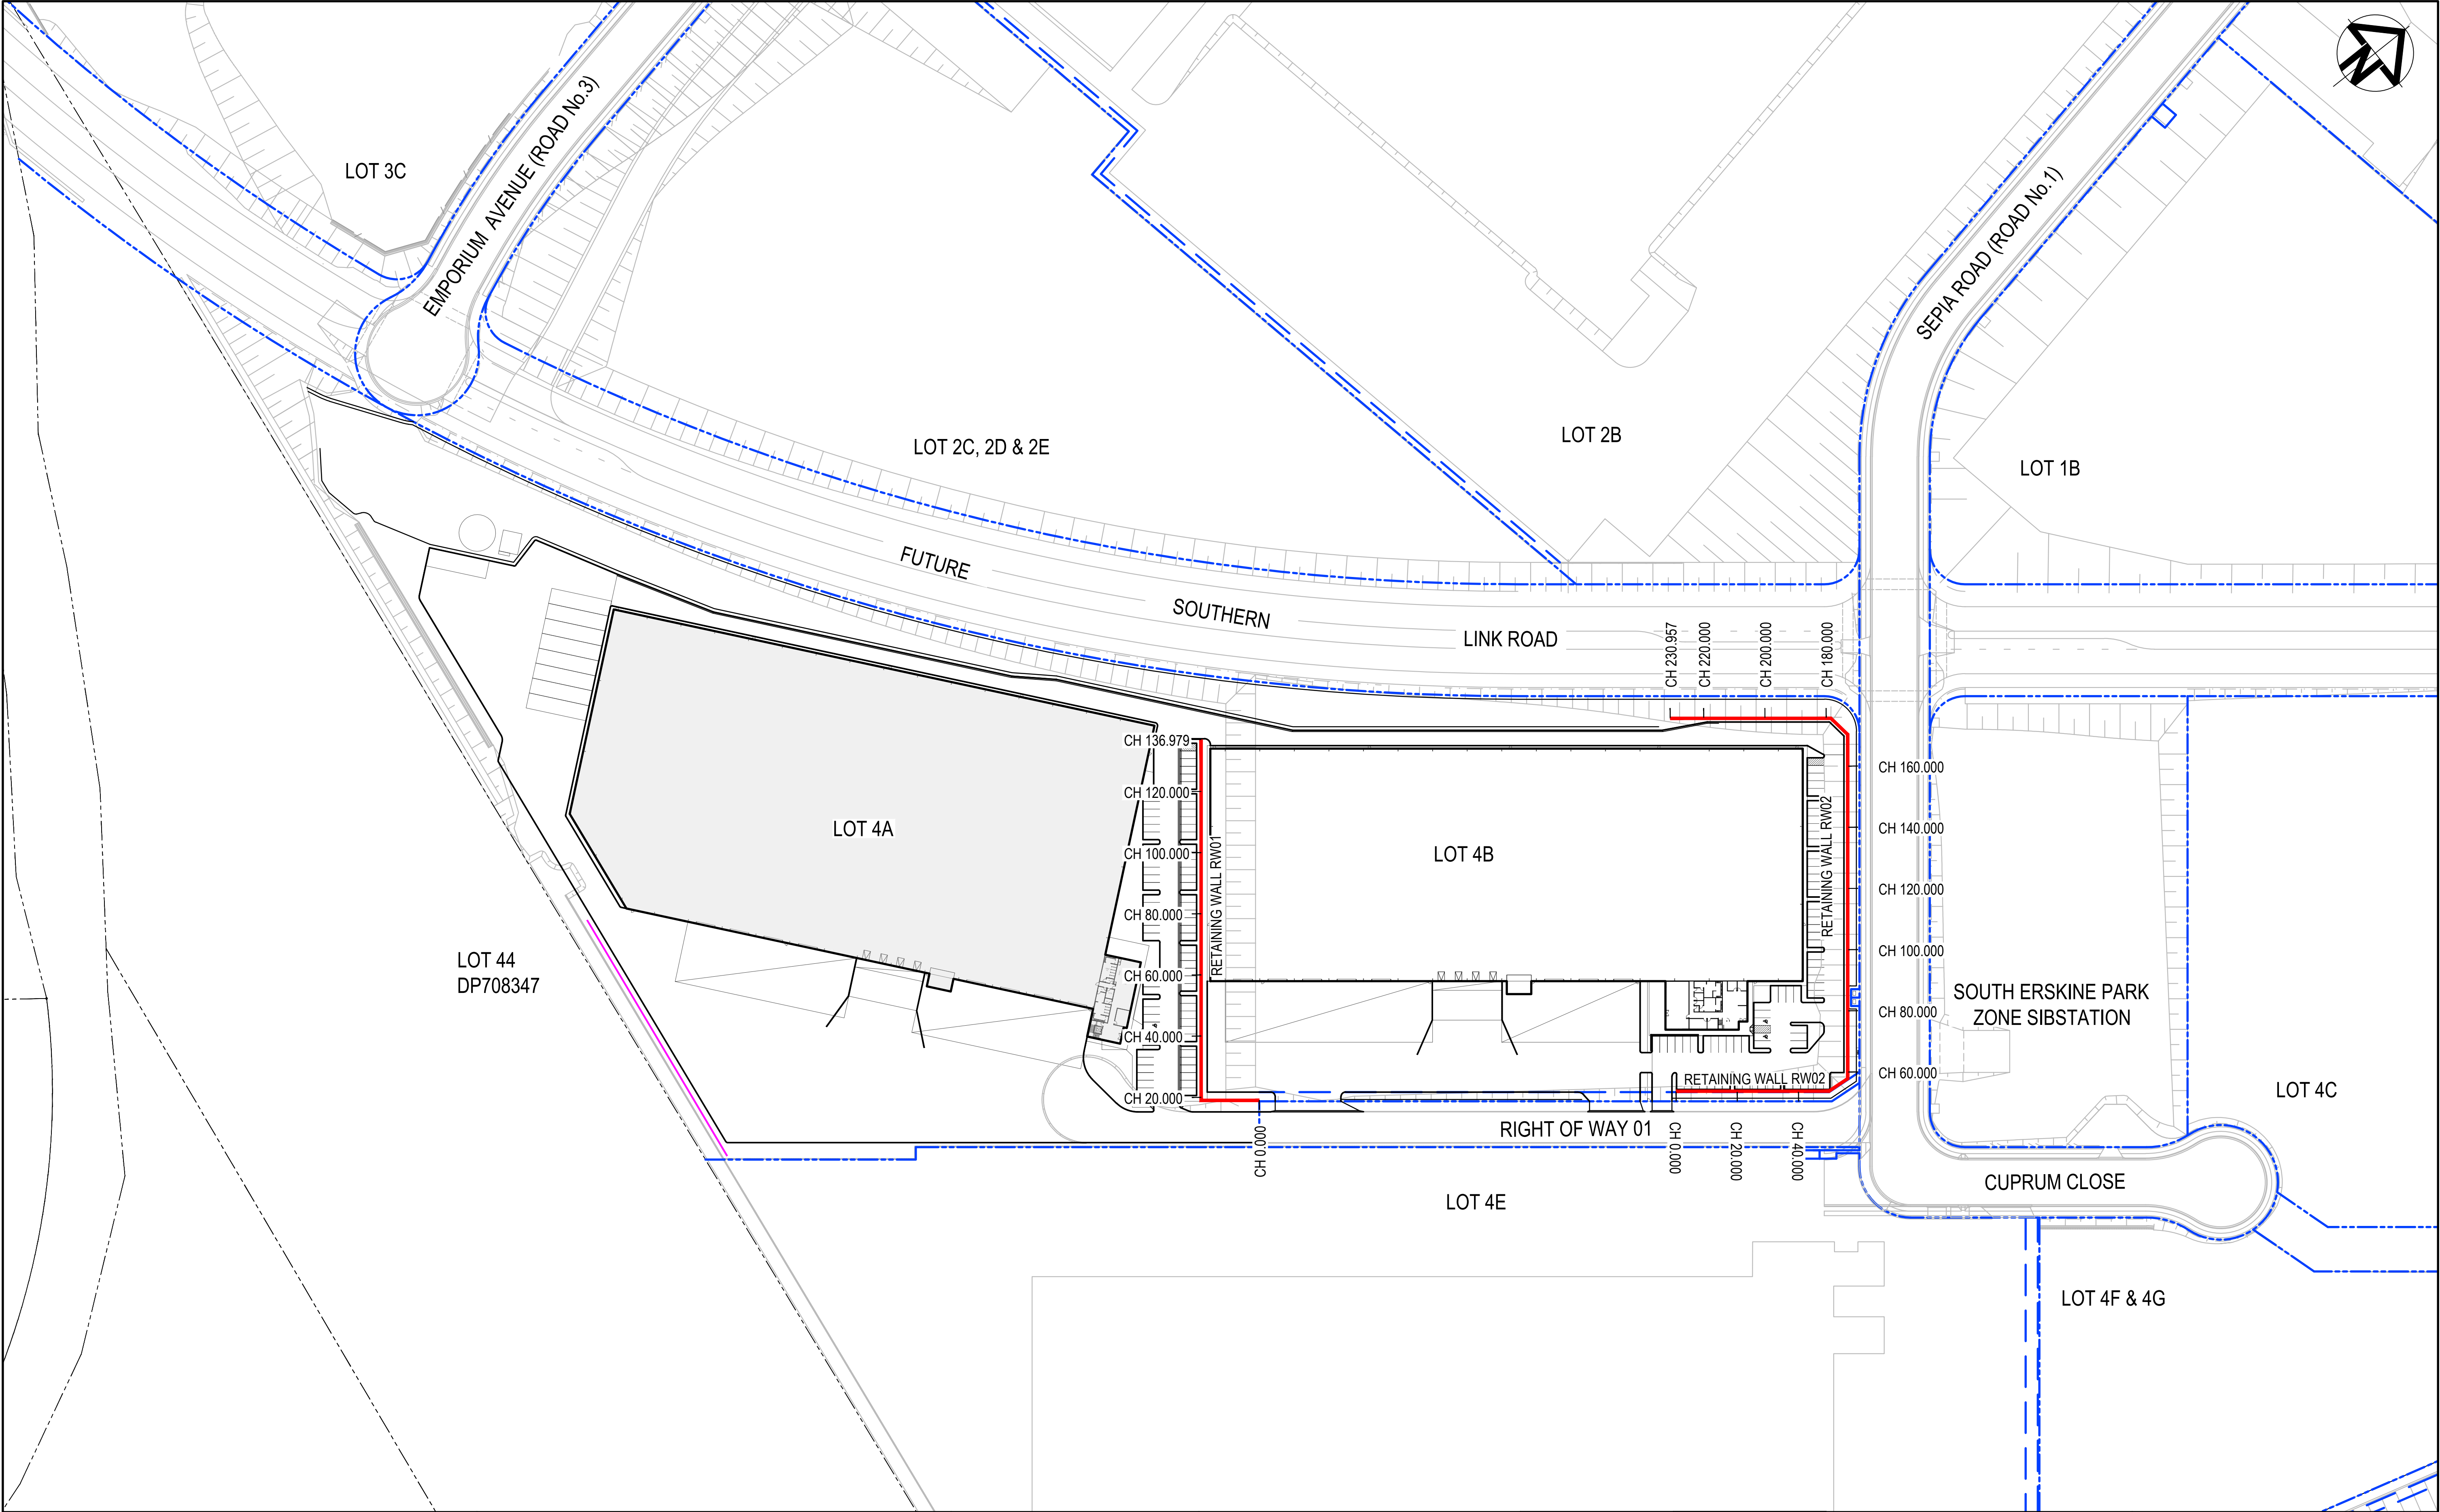 N
LOT 3C
EMPORIUM AVENUE (ROAD No.3)
SEPIA ROAD (ROAD No.1)
LOT 2C, 2D & 2E
LOT 2B
LOT 1B
FUTURE
SOUTHERN
LINK ROAD
CH 230.957
CH 220.000
CH 200.000
CH 180.000
CH 136.979
CH 120.000
CH 100.000
CH 80.000
CH 60.000
CH 40.000
CH 20.000
CH 0.000
RETAINING WALL RW01
LOT 4A
LOT 4B
RETAINING WALL RW02
CH 160.000
CH 140.000
CH 120.000
CH 100.000
CH 80.000
CH 60.000
RETAINING WALL RW02
CH 0.000
CH 20.000
CH 40.000
RIGHT OF WAY 01
LOT 44
DP708347
SOUTH ERSKINE PARK
ZONE SIBSTATION
LOT 4C
CUPRUM CLOSE
LOT 4E
LOT 4F & 4G